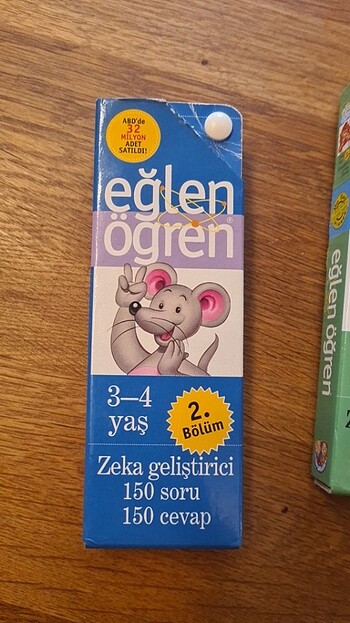 ABD'de
32
MİLYON
ADET
SATILDI!
eğlen
öğren®
3–4
yaş
2.
Bölüm
Zeka geliştirici
150 soru
150 cevap
eğlen öğren